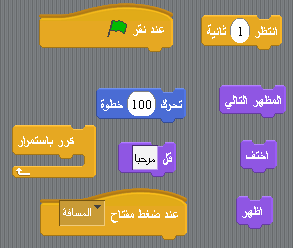 عند نقر
انتظر 1 ثانية
تحرك 100 خطوة
المظهر التالي
كرر باستمرار
قل مرحبا
اختف
عند ضغط مفتاح المسافة
اظهر